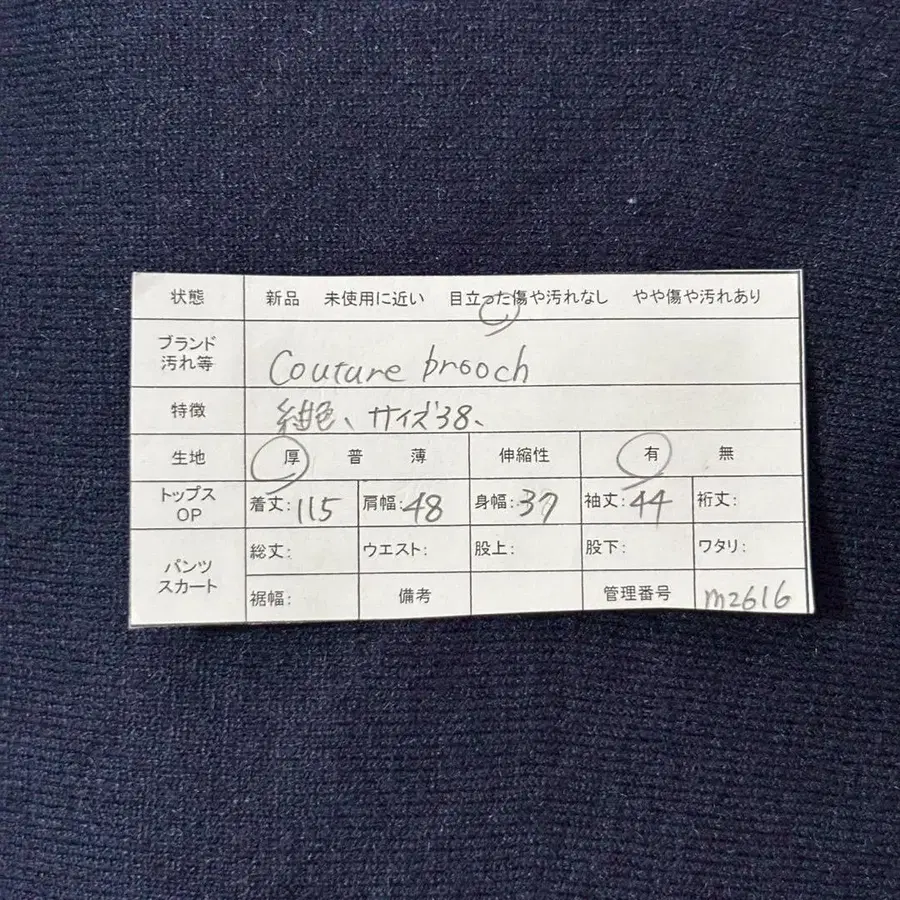 状態 新品 未使用に近い 目立った傷や汚れなし やや傷や汚れあり
ブランド
汚れ等 Couture brooch
特徴 紺色、サイズ38、
生地 厚 普 薄 伸縮性 有 無
トップス
OP 着丈:115 肩幅:48 身幅:37 袖丈:44 裄丈:
パンツ
スカート 総丈: ウエスト: 股上: 股下: ワタリ:
裾幅: 備考 管理番号 m2616